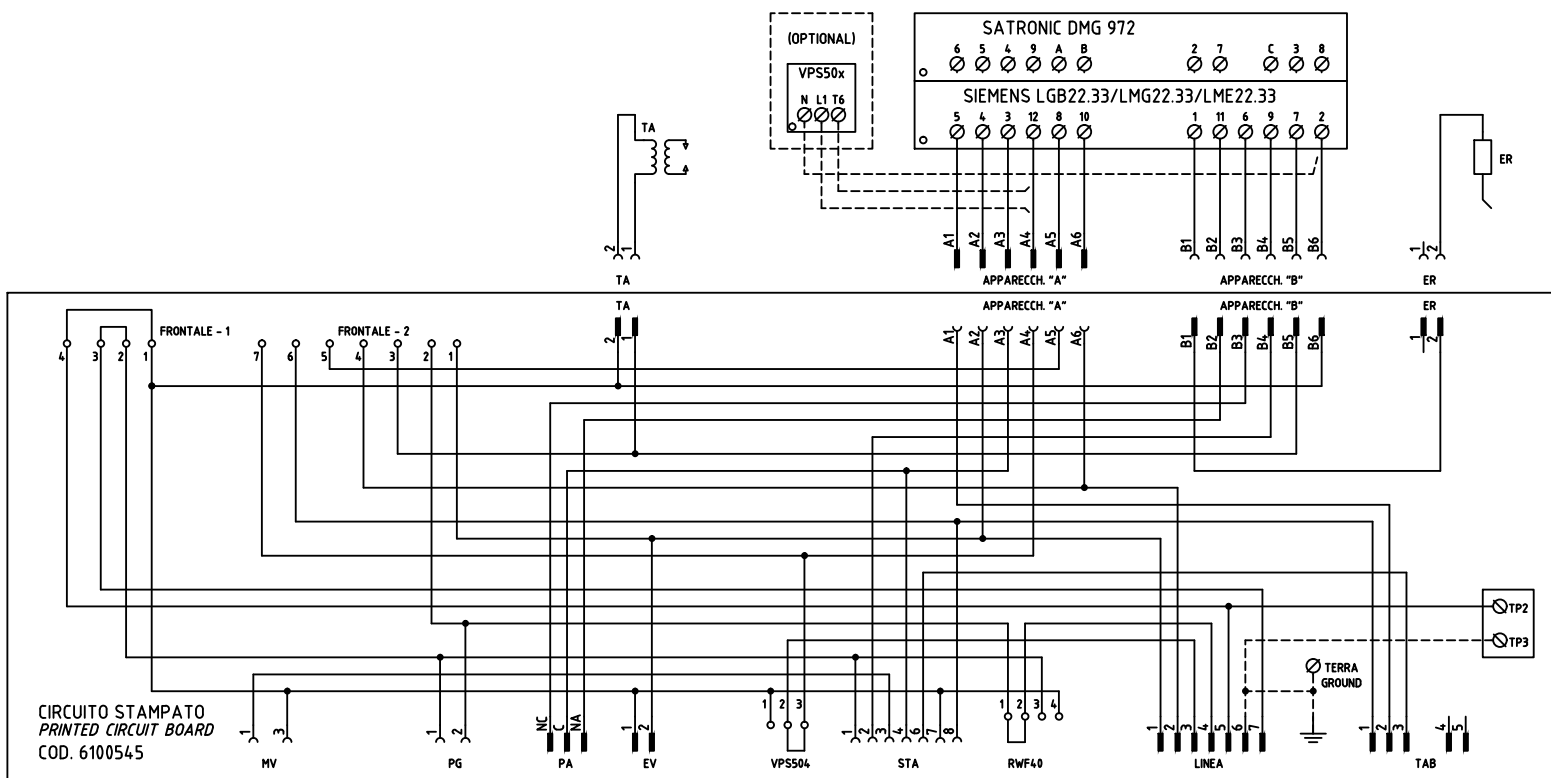 (OPTIONAL)
VPS50x
N L1 T6
SATRONIC DMG 972
6 5 4 9 A B 2 7 C 3 8
SIEMENS LGB22.33/LMG22.33/LME22.33
5 4 3 12 8 10 1 11 6 9 7 2
TA
ER
2 1
A1 A2 A3 A4 A5 A6
B1 B2 B3 B4 B5 B6
1 2
TA
APPARECCH. "A"
APPARECCH. "B"
ER
TA
APPARECCH. "A"
APPARECCH. "B"
ER
FRONTALE - 1
FRONTALE - 2
4 3 2 1
7 6 5 4 3 2 1
2 1
A1 A2 A3 A4 A5 A6
B1 B2 B3 B4 B5 B6
1 2
TP2
TP3
TERRA
GROUND
CIRCUITO STAMPATO
PRINTED CIRCUIT BOARD
COD. 6100545
1 3
1 2
NC C NA
1 2
1 2 3
1 2 3 4 6 7 8
1 2 3 4
1 2 3 4 5 6 7
1 2 3 4 5
MV
PG
PA
EV
VPS504
STA
RWF40
LINEA
TAB